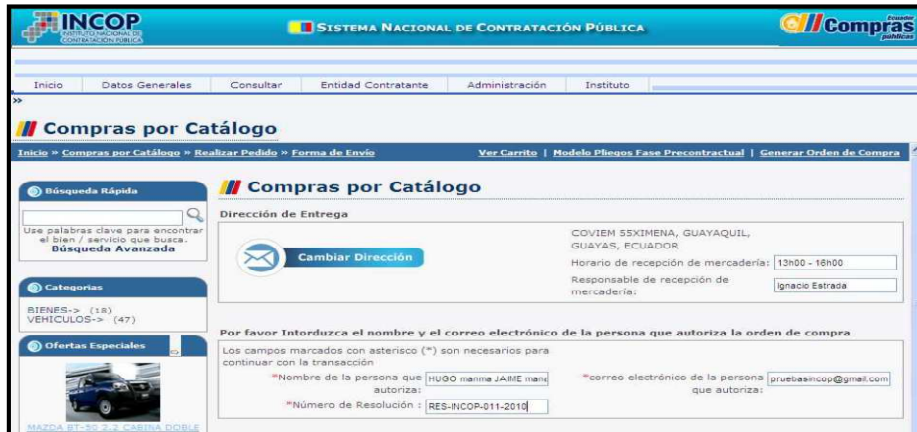 INCOP
INSTITUTO NACIONAL DE
CONTRATACIÓN PÚBLICA
SISTEMA NACIONAL DE CONTRATACIÓN PÚBLICA
Ecuador
Compras
públicas
Inicio Datos Generales Consultar Entidad Contratante Administración Instituto
»
Compras por Catálogo
Inicio » Compras por Catálogo » Realizar Pedido » Forma de Envío Ver Carrito | Modelo Pliegos Fase Precontractual | Generar Orden de Compra
Búsqueda Rápida
Use palabras clave para encontrar
el bien / servicio que busca.
Búsqueda Avanzada
Categorias
BIENES-> (18)
VEHICULOS-> (47)
Ofertas Especiales
MAZDA BT-50 2.2 CABINA DOBLE
Compras por Catálogo
Dirección de Entrega
Cambiar Dirección
COVIEM 55XIMENA, GUAYAQUIL,
GUAYAS, ECUADOR
Horario de recepción de mercadería: 13h00 - 16h00
Responsable de recepción de
mercadería: Ignacio Estrada
Por favor Intorduzca el nombre y el correo electrónico de la persona que autoriza la orden de compra
Los campos marcados con asterisco (*) son necesarios para
continuar con la transacción
*Nombre de la persona que autoriza: HUGO marima JAIME
*correo electrónico de la persona que autoriza: pruebasincop@gmail.com
*Número de Resolución : RES-INCOP-011-2010